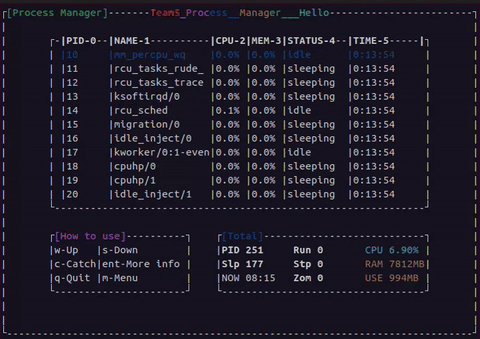 [Process Manager]-------TeamS_Process__Manager___Hello
|PID-0--|NAME-1----------|CPU-2|MEM-3|STATUS-4--|TIME-5-----|
|10 |mm_percpu_wq |0.0% |0.0% |idle |0:13:54
|11 |rcu_tasks_rude_ |0.0% |0.0% |sleeping |0:13:54
|12 |rcu_tasks_trace |0.0% |0.0% |sleeping |0:13:54
|13 |ksoftirqd/0 |0.0% |0.0% |sleeping |0:13:54
|14 |rcu_sched |0.1% |0.0% |idle |0:13:54
|15 |migration/0 |0.0% |0.0% |sleeping |0:13:54
|16 |idle_inject/0 |0.0% |0.0% |sleeping |0:13:54
|17 |kworker/0:1-even|0.0% |0.0% |idle |0:13:54
|18 |cpuhp/0 |0.0% |0.0% |sleeping |0:13:54
|19 |cpuhp/1 |0.0% |0.0% |sleeping |0:13:54
|20 |idle_inject/1 |0.0% |0.0% |sleeping |0:13:54
[How to use]
|w-Up |s-Down |
|c-Catch|ent-More info |
|q-Quit |m-Menu |
[Total]
|PID 251 Run 0 CPU 6.90%|
|Slp 177 Stp 0 RAM 7812MB|
|NOW 08:15 Zom 0 USE 994MB|